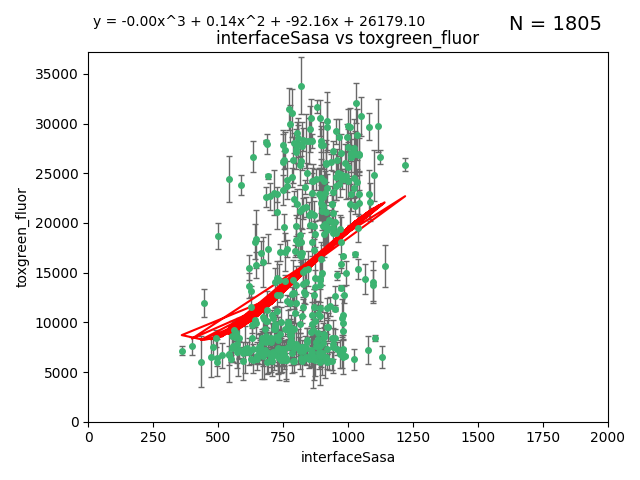 y = -0.00x^3 + 0.14x^2 + -92.16x + 26179.10
N = 1805
interfaceSasa vs toxgreen_fluor
toxgreen_fluor
35000
30000
25000
20000
15000
10000
5000
0
0 250 500 750 1000 1250 1500 1750 2000
interfaceSasa